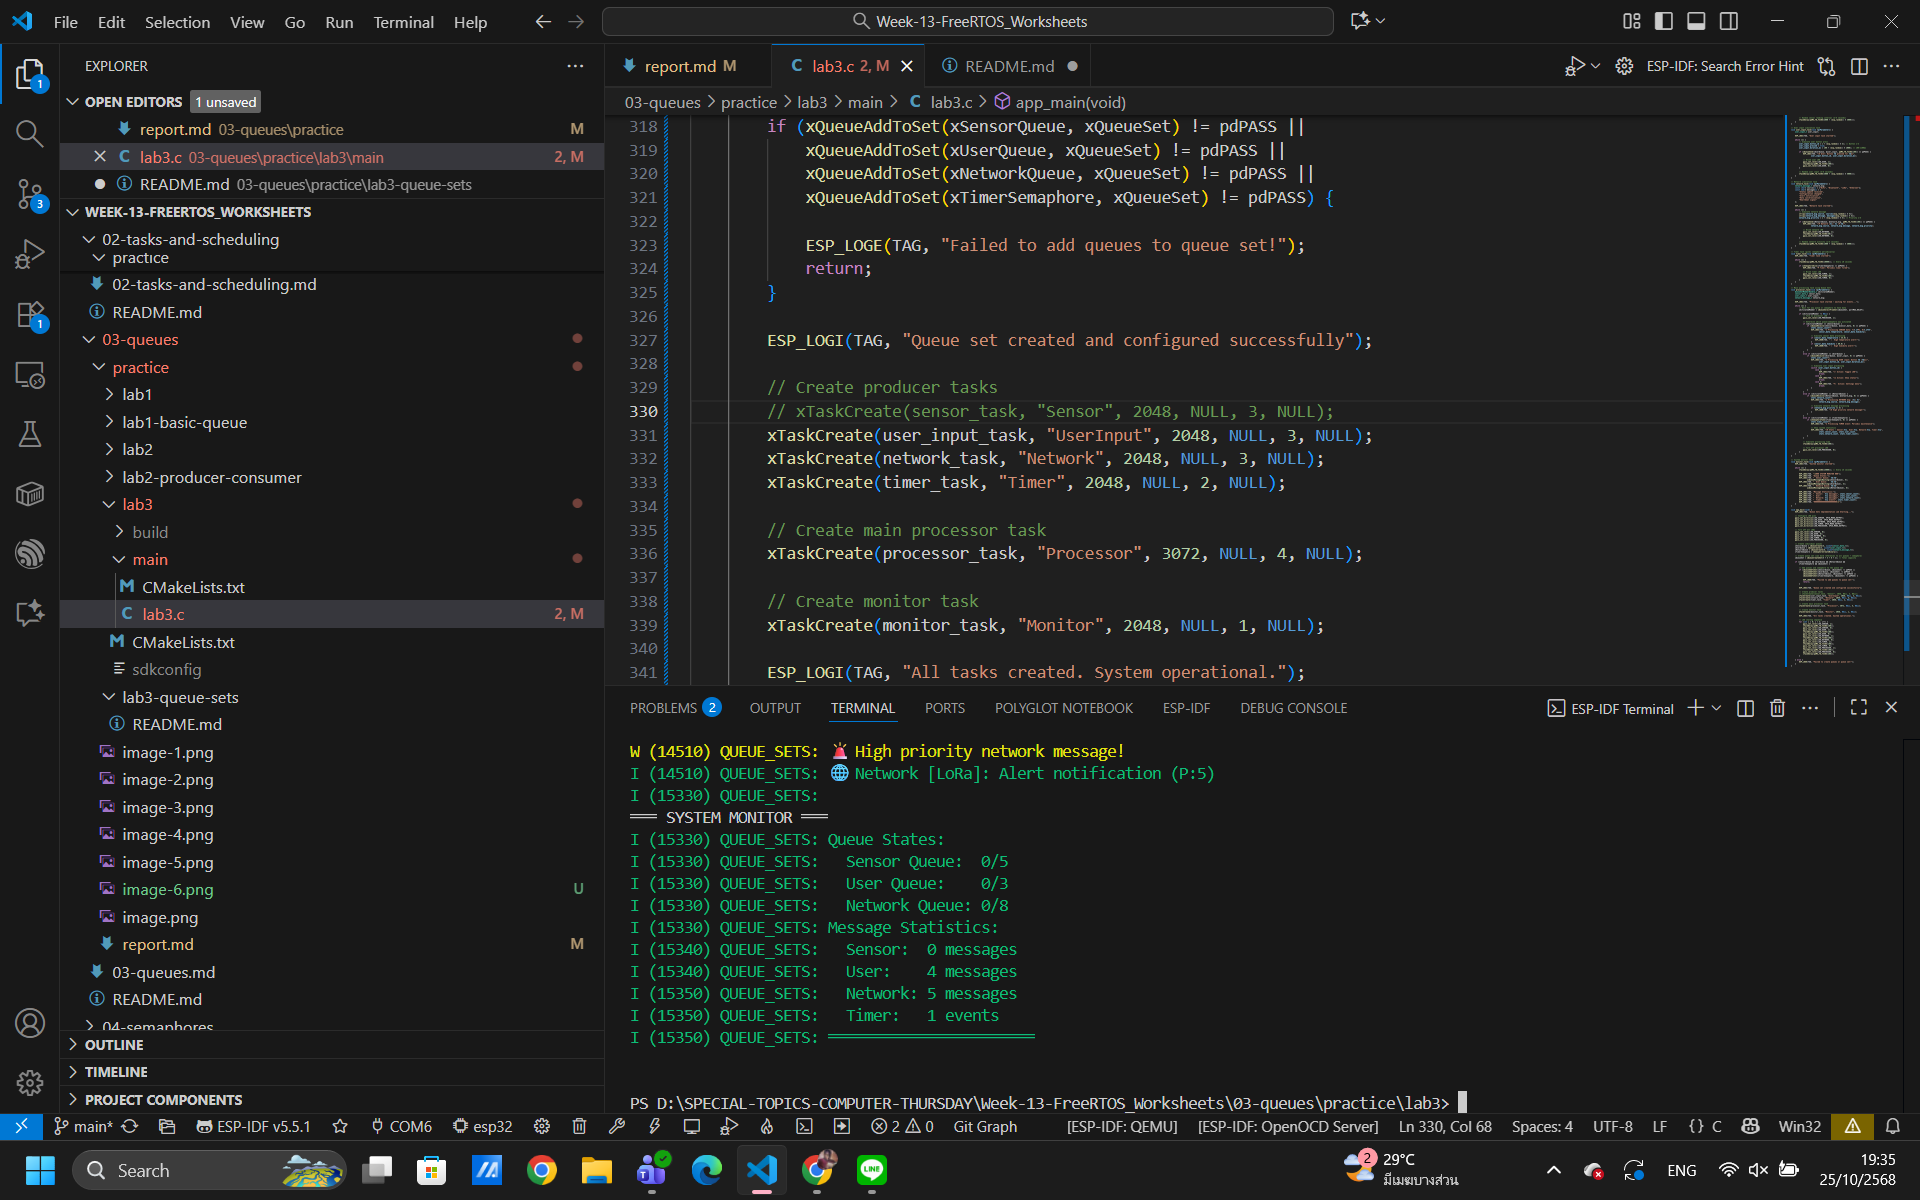 File Edit Selection View Go Run Terminal Help
Week-13-FreeRTOS_Worksheets
EXPLORER
OPEN EDITORS 1 unsaved
report.md 03-queues\practice M
lab3.c 03-queues\practice\lab3\main 2, M
README.md 03-queues\practice\lab3-queue-sets
WEEK-13-FREERTOS_WORKSHEETS
02-tasks-and-scheduling
practice
02-tasks-and-scheduling.md
README.md
03-queues
practice
lab1
lab1-basic-queue
lab2
lab2-producer-consumer
lab3
build
main
CMakeLists.txt
lab3.c 2, M
CMakeLists.txt
sdkconfig
lab3-queue-sets
README.md
image-1.png
image-2.png
image-3.png
image-4.png
image-5.png
image-6.png U
image.png
report.md M
03-queues.md
README.md
04-semaphores
OUTLINE
TIMELINE
PROJECT COMPONENTS
report.md M lab3.c 2, M README.md
ESP-IDF: Search Error Hint
03-queues practice lab3 main C lab3.c app_main(void)
318 if (xQueueAddToSet(xSensorQueue, xQueueSet) != pdPASS ||
319 xQueueAddToSet(xUserQueue, xQueueSet) != pdPASS ||
320 xQueueAddToSet(xNetworkQueue, xQueueSet) != pdPASS ||
321 xQueueAddToSet(xTimerSemaphore, xQueueSet) != pdPASS) {
322
323 ESP_LOGE(TAG, "Failed to add queues to queue set!");
324 return;
325 }
326
327 ESP_LOGI(TAG, "Queue set created and configured successfully");
328
329 // Create producer tasks
330 // xTaskCreate(sensor_task, "Sensor", 2048, NULL, 3, NULL);
331 xTaskCreate(user_input_task, "UserInput", 2048, NULL, 3, NULL);
332 xTaskCreate(network_task, "Network", 2048, NULL, 3, NULL);
333 xTaskCreate(timer_task, "Timer", 2048, NULL, 2, NULL);
334
335 // Create main processor task
336 xTaskCreate(processor_task, "Processor", 3072, NULL, 4, NULL);
337
338 // Create monitor task
339 xTaskCreate(monitor_task, "Monitor", 2048, NULL, 1, NULL);
340
341 ESP_LOGI(TAG, "All tasks created. System operational.");
PROBLEMS 2 OUTPUT TERMINAL PORTS POLYGLOT NOTEBOOK ESP-IDF DEBUG CONSOLE
ESP-IDF Terminal
W (14510) QUEUE_SETS: 🚨 High priority network message!
I (14510) QUEUE_SETS: 🌐 Network [LoRa]: Alert notification (P:5)
I (15330) QUEUE_SETS:
═══ SYSTEM MONITOR ═══
I (15330) QUEUE_SETS: Queue States:
I (15330) QUEUE_SETS: Sensor Queue: 0/5
I (15330) QUEUE_SETS: User Queue: 0/3
I (15330) QUEUE_SETS: Network Queue: 0/8
I (15330) QUEUE_SETS: Message Statistics:
I (15340) QUEUE_SETS: Sensor: 0 messages
I (15340) QUEUE_SETS: User: 4 messages
I (15350) QUEUE_SETS: Network: 5 messages
I (15350) QUEUE_SETS: Timer: 1 events
I (15350) QUEUE_SETS: ═══════════════════════
PS D:\SPECIAL-TOPICS-COMPUTER-THURSDAY\Week-13-FreeRTOS_Worksheets\03-queues\practice\lab3>
main* ESP-IDF v5.5.1 COM6 esp32 2 0 Git Graph [ESP-IDF: QEMU] [ESP-IDF: OpenOCD Server] Ln 330, Col 68 Spaces: 4 UTF-8 LF {} C Win32
Search
2 29°C
มีเมฆบางส่วน
ENG
19:35
25/10/2568